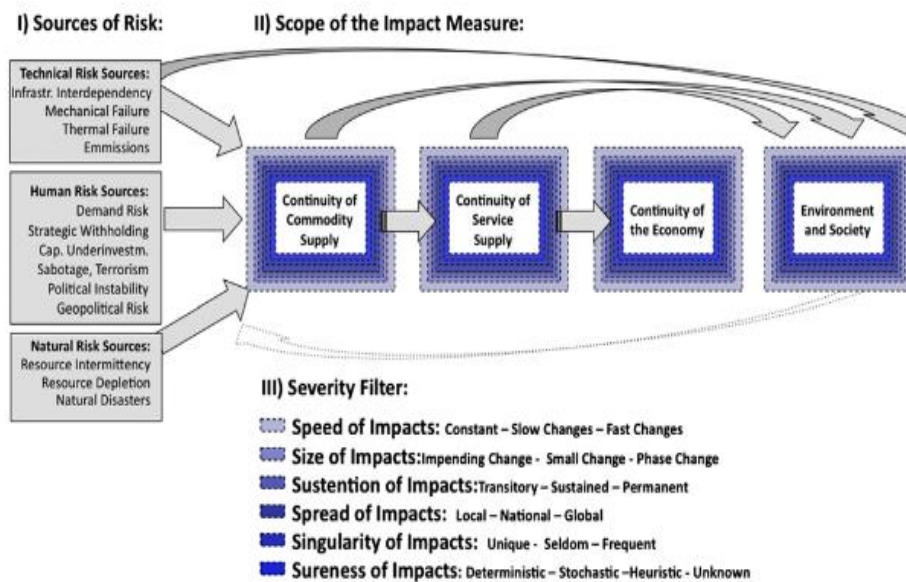 I) Sources of Risk:
II) Scope of the Impact Measure:
Technical Risk Sources:
Infrastr. Interdependency
Mechanical Failure
Thermal Failure
Emmissions
Human Risk Sources:
Demand Risk
Strategic Withholding
Cap. Underinvestm.
Sabotage, Terrorism
Political Instability
Geopolitical Risk
Natural Risk Sources:
Resource Intermittency
Resource Depletion
Natural Disasters
Continuity of
Commodity
Supply
Continuity of
Service
Supply
Continuity of
the Economy
Environment
and Society
III) Severity Filter:
Speed of Impacts: Constant – Slow Changes – Fast Changes
Size of Impacts:Impending Change - Small Change - Phase Change
Sustention of Impacts:Transitory – Sustained – Permanent
Spread of Impacts: Local – National – Global
Singularity of Impacts: Unique - Seldom – Frequent
Sureness of Impacts: Deterministic – Stochastic –Heuristic - Unknown